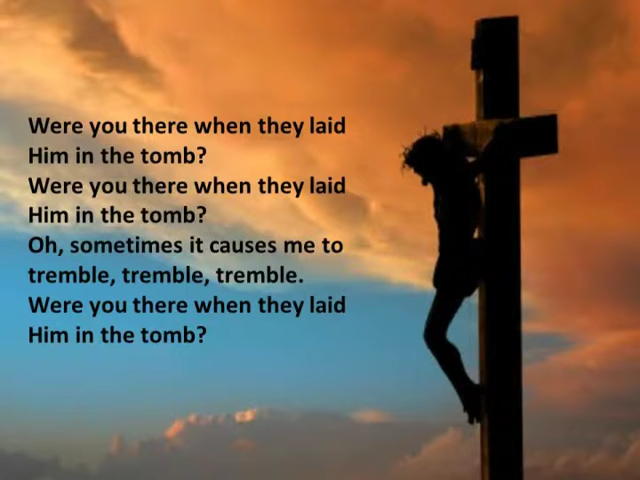 Were you there when they laid
Him in the tomb?
Were you there when they laid
Him in the tomb?
Oh, sometimes it causes me to
tremble, tremble, tremble.
Were you there when they laid
Him in the tomb?